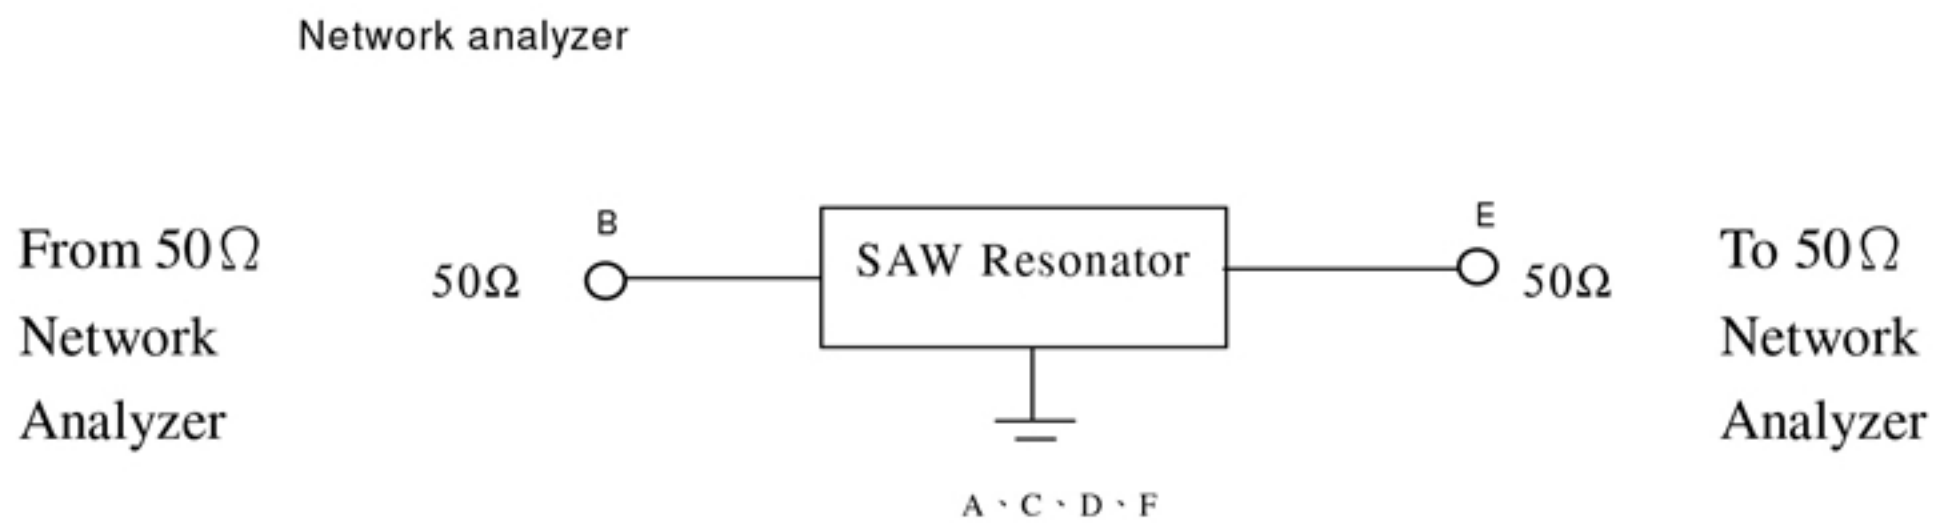 Network analyzer
From 50Ω
Network
Analyzer
50Ω
B
SAW Resonator
E
50Ω
To 50Ω
Network
Analyzer
A、C、D、F